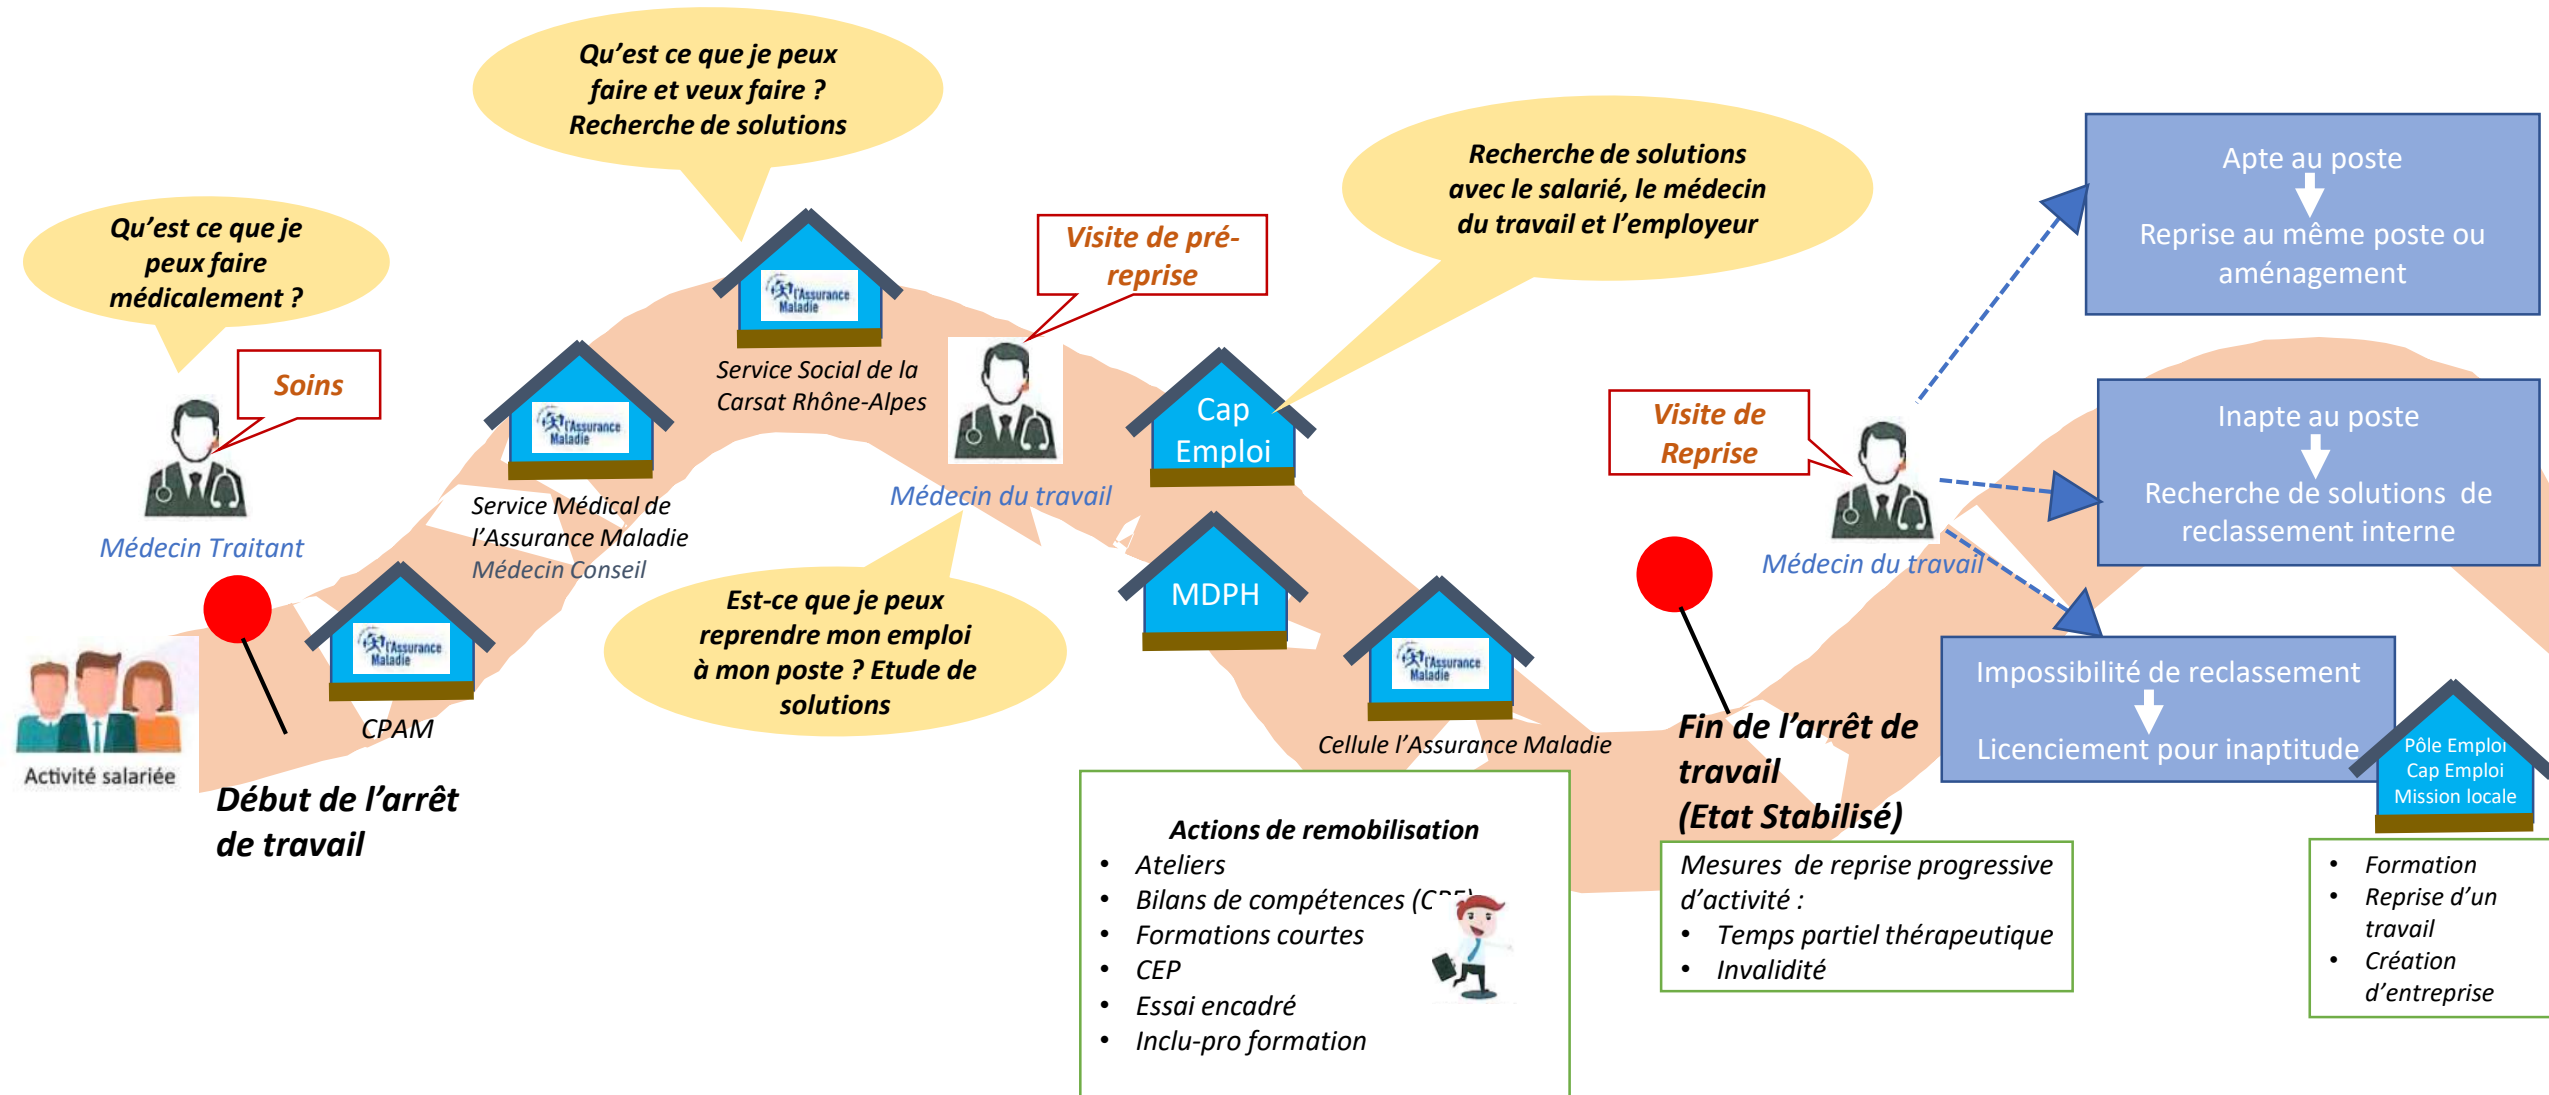 Qu'est ce que je peux
faire et veux faire ?
Recherche de solutions
Qu'est ce que je
peux faire
médicalement ?
Soins
Médecin Traitant
Activité salariée
Début de l'arrêt
de travail
l'Assurance
Maladie
CPAM
l'Assurance
Maladie
Service Médical de
l'Assurance Maladie
Médecin Conseil
l'Assurance
Maladie
Service Social de la
Carsat Rhône-Alpes
Visite de pré-
reprise
Médecin du travail
Est-ce que je peux
reprendre mon emploi
à mon poste ? Etude de
solutions
Recherche de solutions
avec le salarié, le médecin
du travail et l'employeur
Cap
Emploi
MDPH
l'Assurance
Maladie
Cellule l'Assurance Maladie
Actions de remobilisation
• Ateliers
• Bilans de compétences
• Formations courtes
• CEP
• Essai encadré
• Inclu-pro formation
Visite de
Reprise
Médecin du travail
Fin de l'arrêt de
travail
(Etat Stabilisé)
Mesures de reprise progressive
d'activité :
• Temps partiel thérapeutique
• Invalidité
Apte au poste
Reprise au même poste ou
aménagement
Inapte au poste
Recherche de solutions de
reclassement interne
Impossibilité de reclassement
Licenciement pour inaptitude
Pôle Emploi
Cap Emploi
Mission locale
• Formation
• Reprise d'un
travail
• Création
d'entreprise